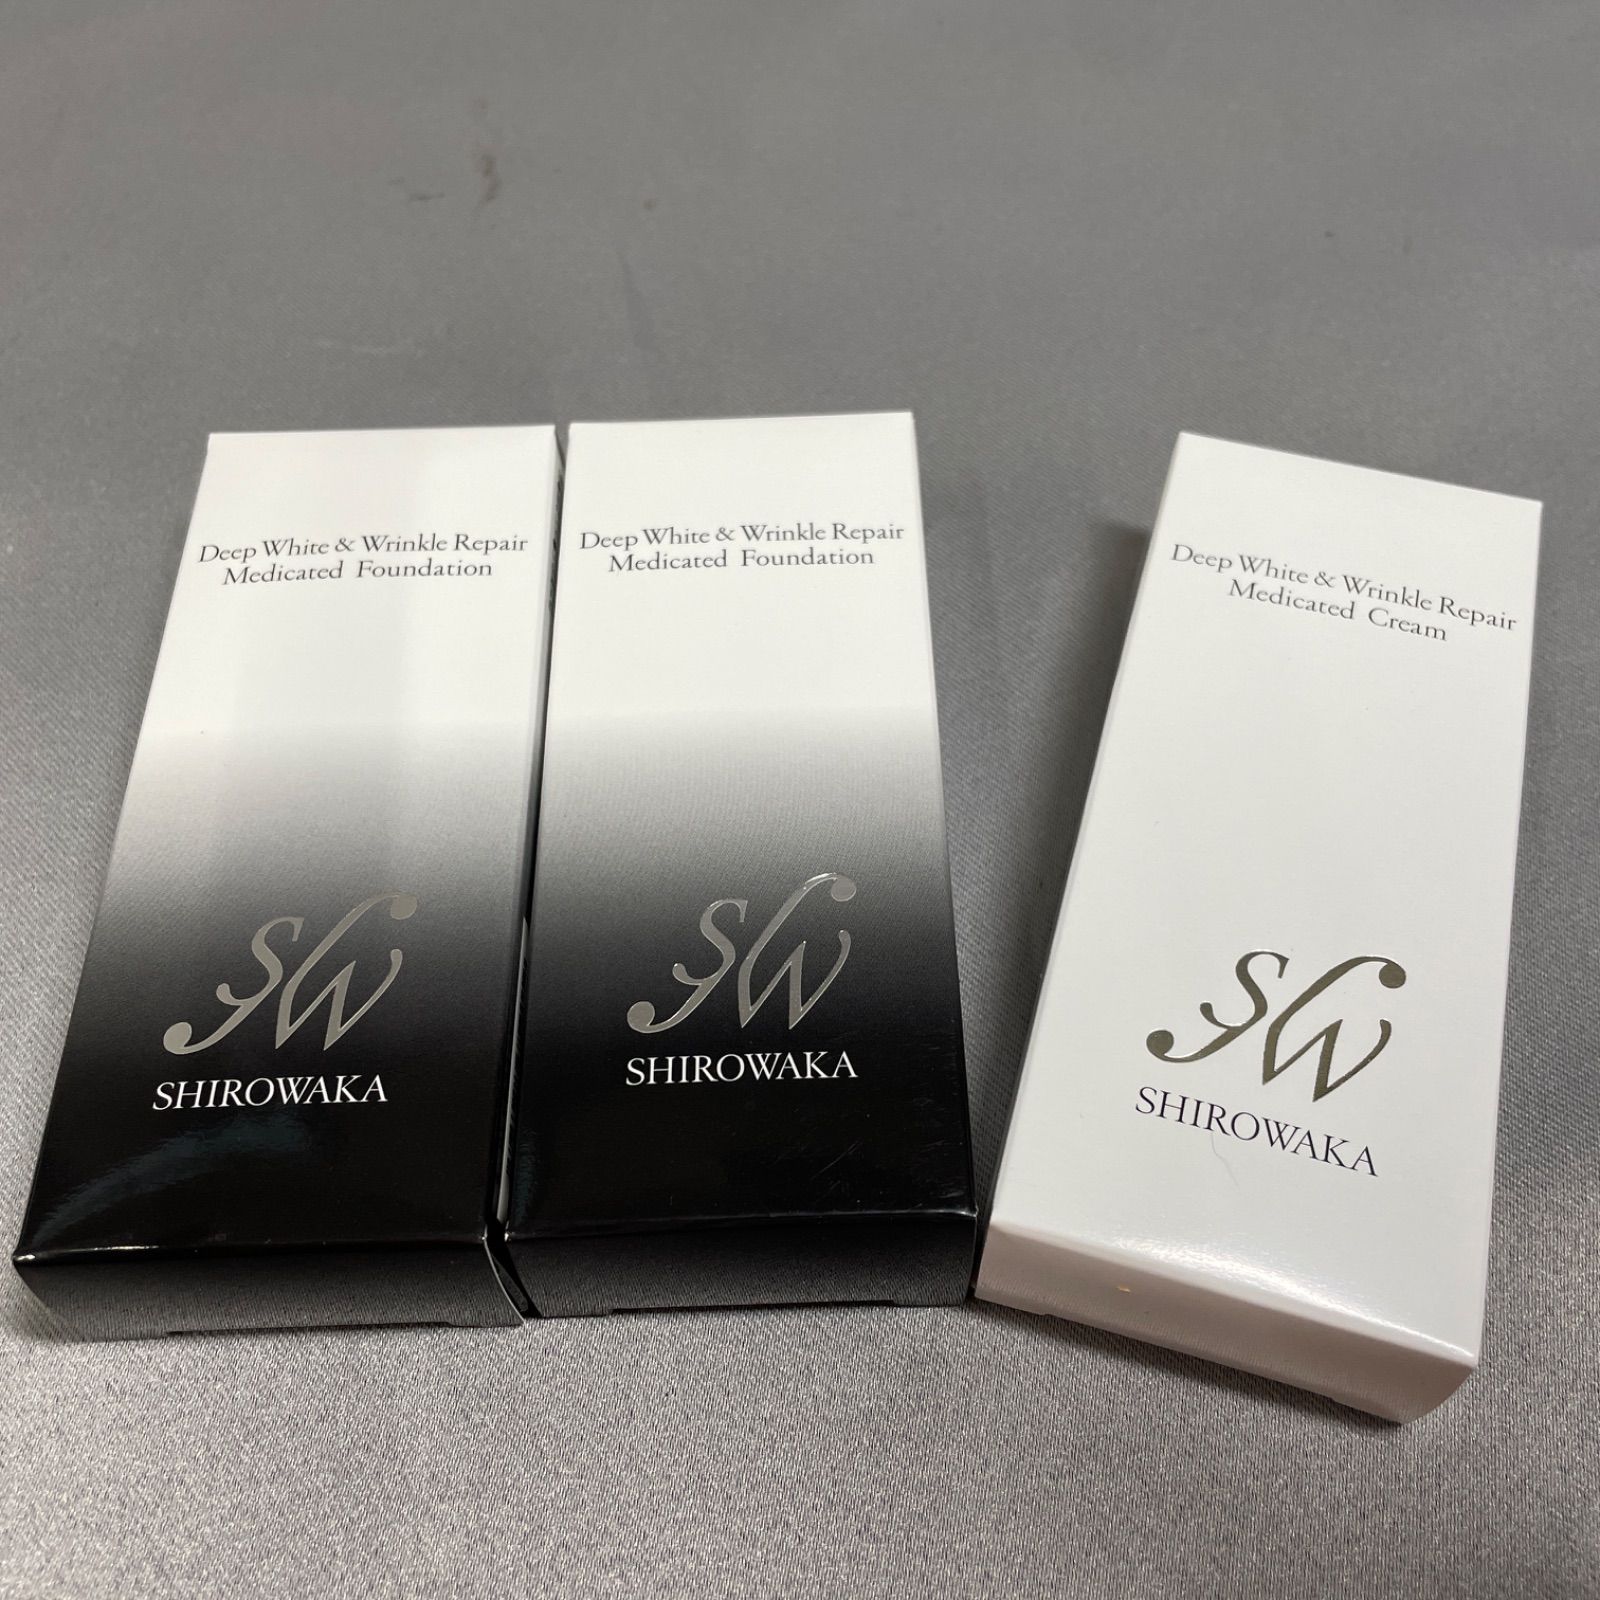 Deep White & Wrinkle Repair
Medicated Foundation
SW
SHIROWAKA
Deep White & Wrinkle Repair
Medicated Foundation
SW
SHIROWAKA
Deep White & Wrinkle Repair
Medicated Cream
SW
SHIROWAKA